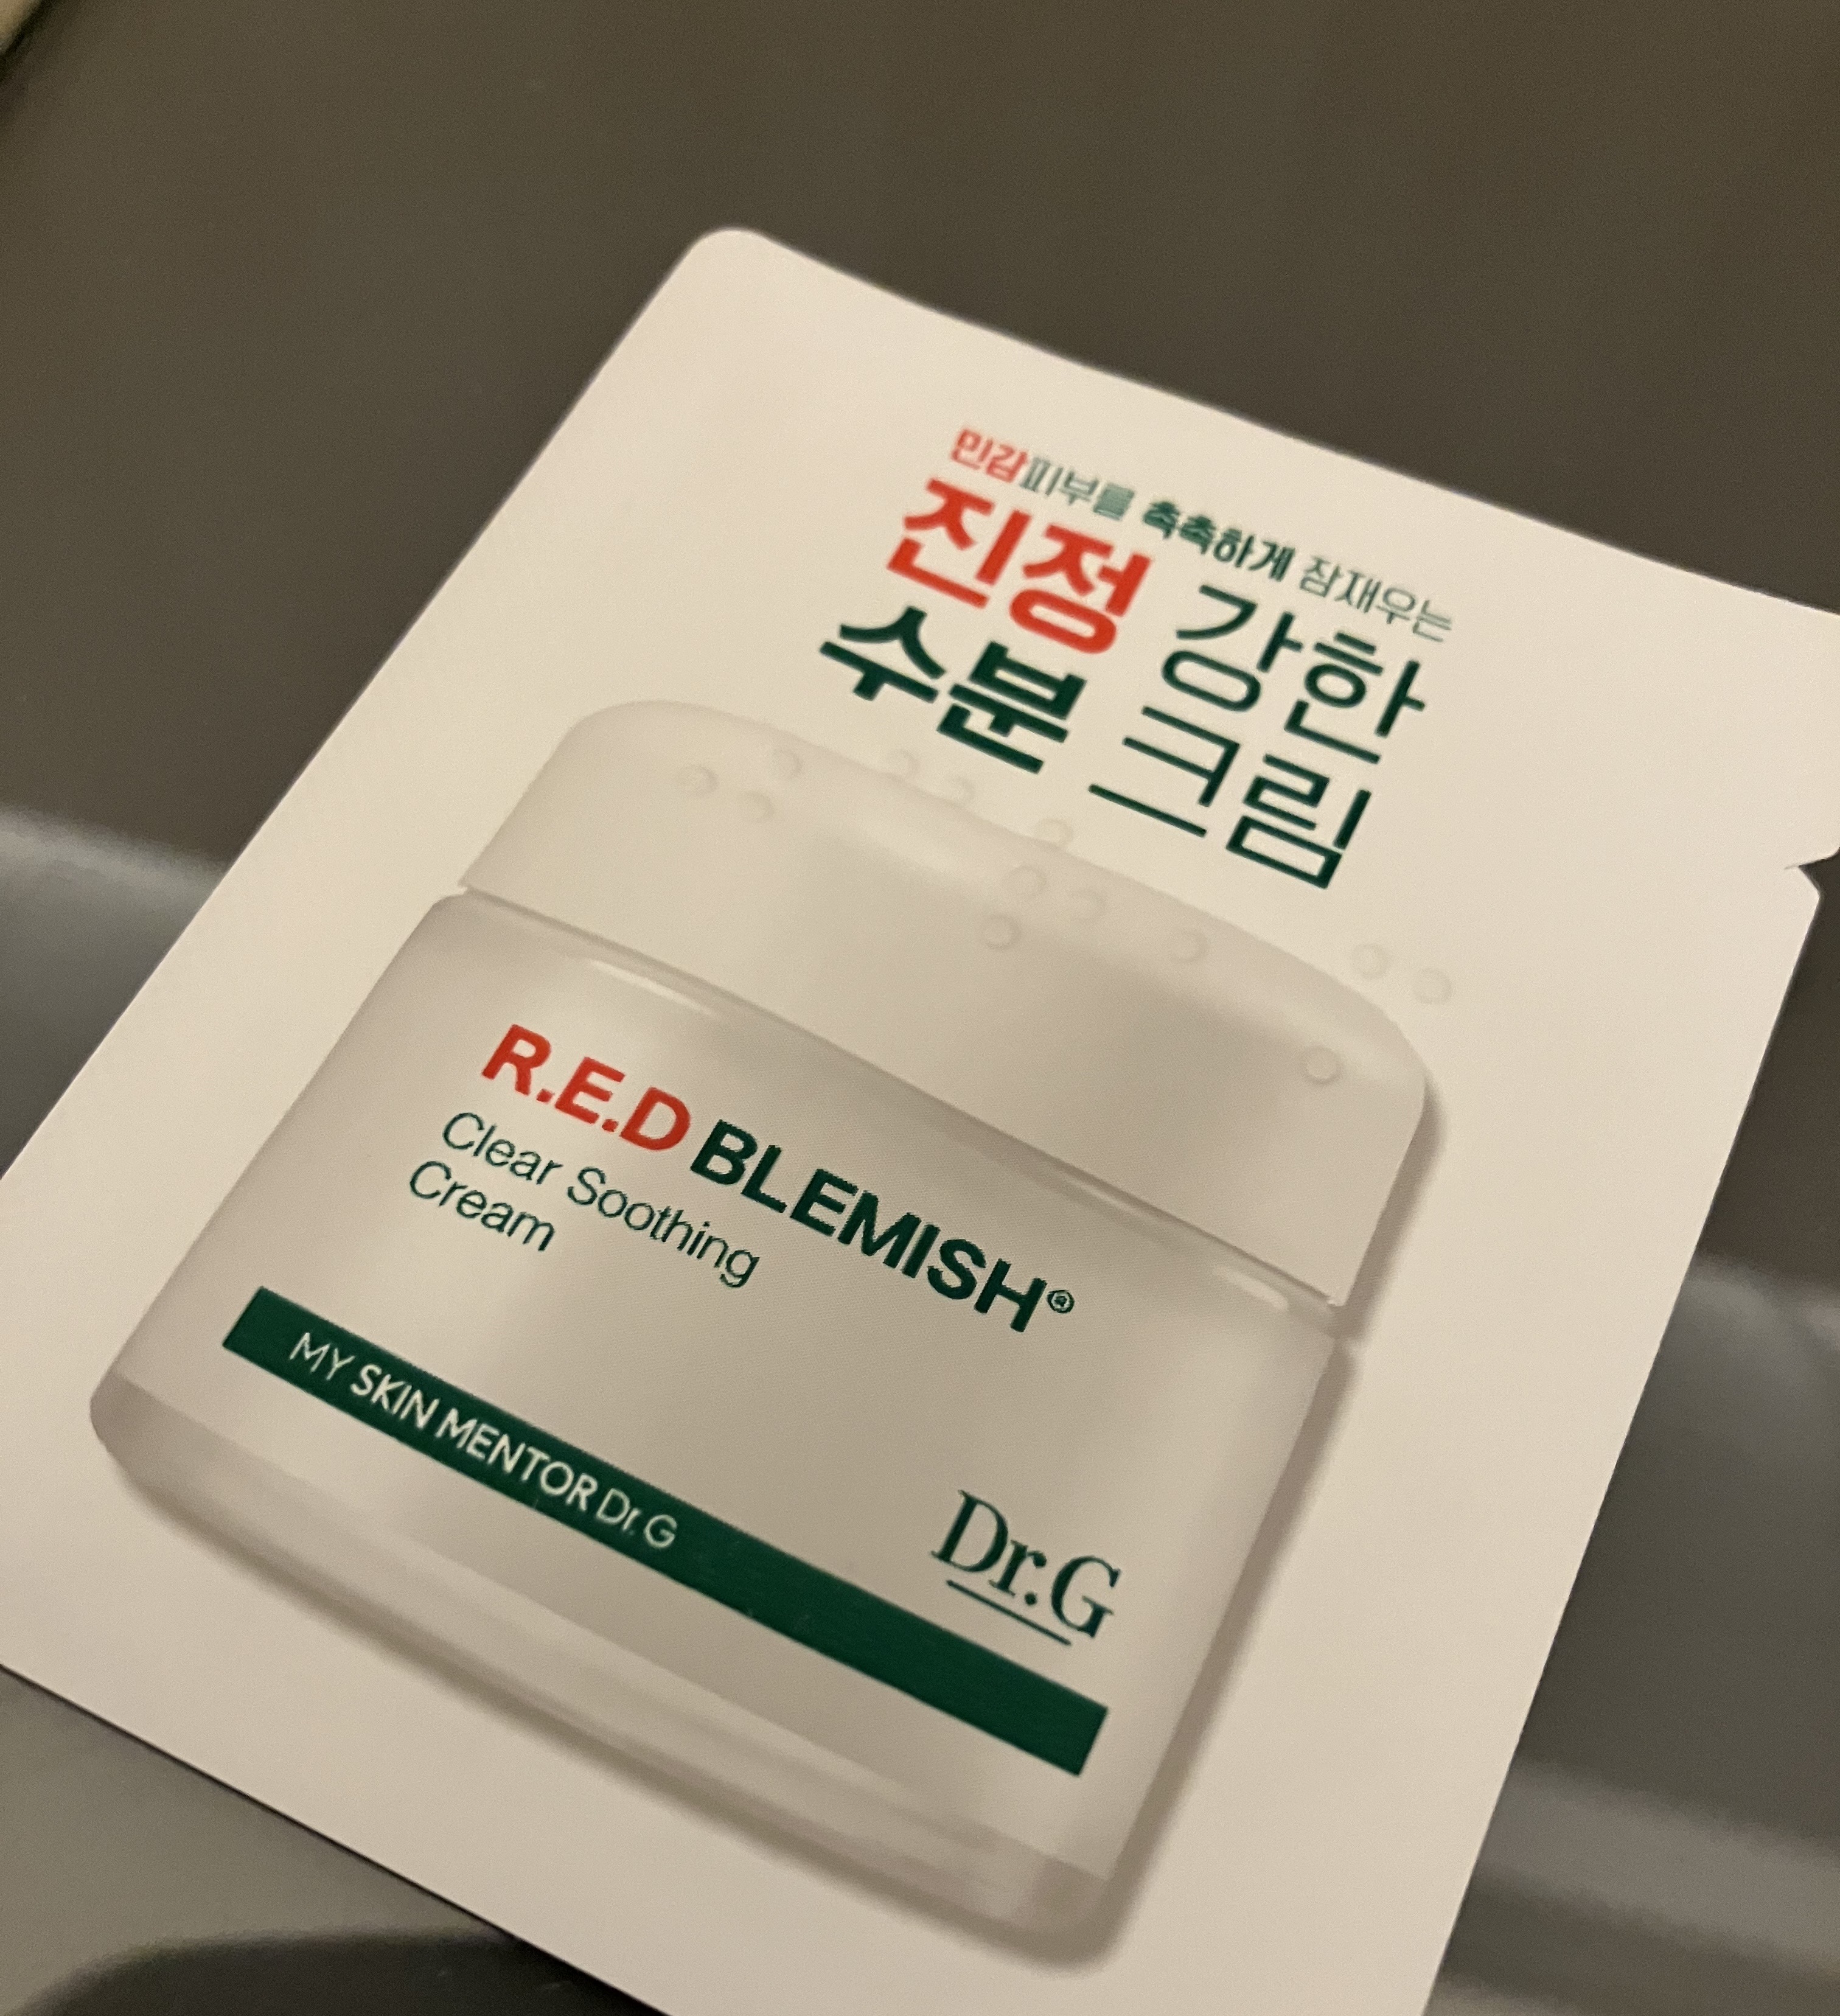 민감피부를 촉촉하게 잠재우는
진정 강한
수분 크림
R.E.D BLEMISH®
Clear Soothing
Cream
MY SKIN MENTOR Dr.G
Dr.G